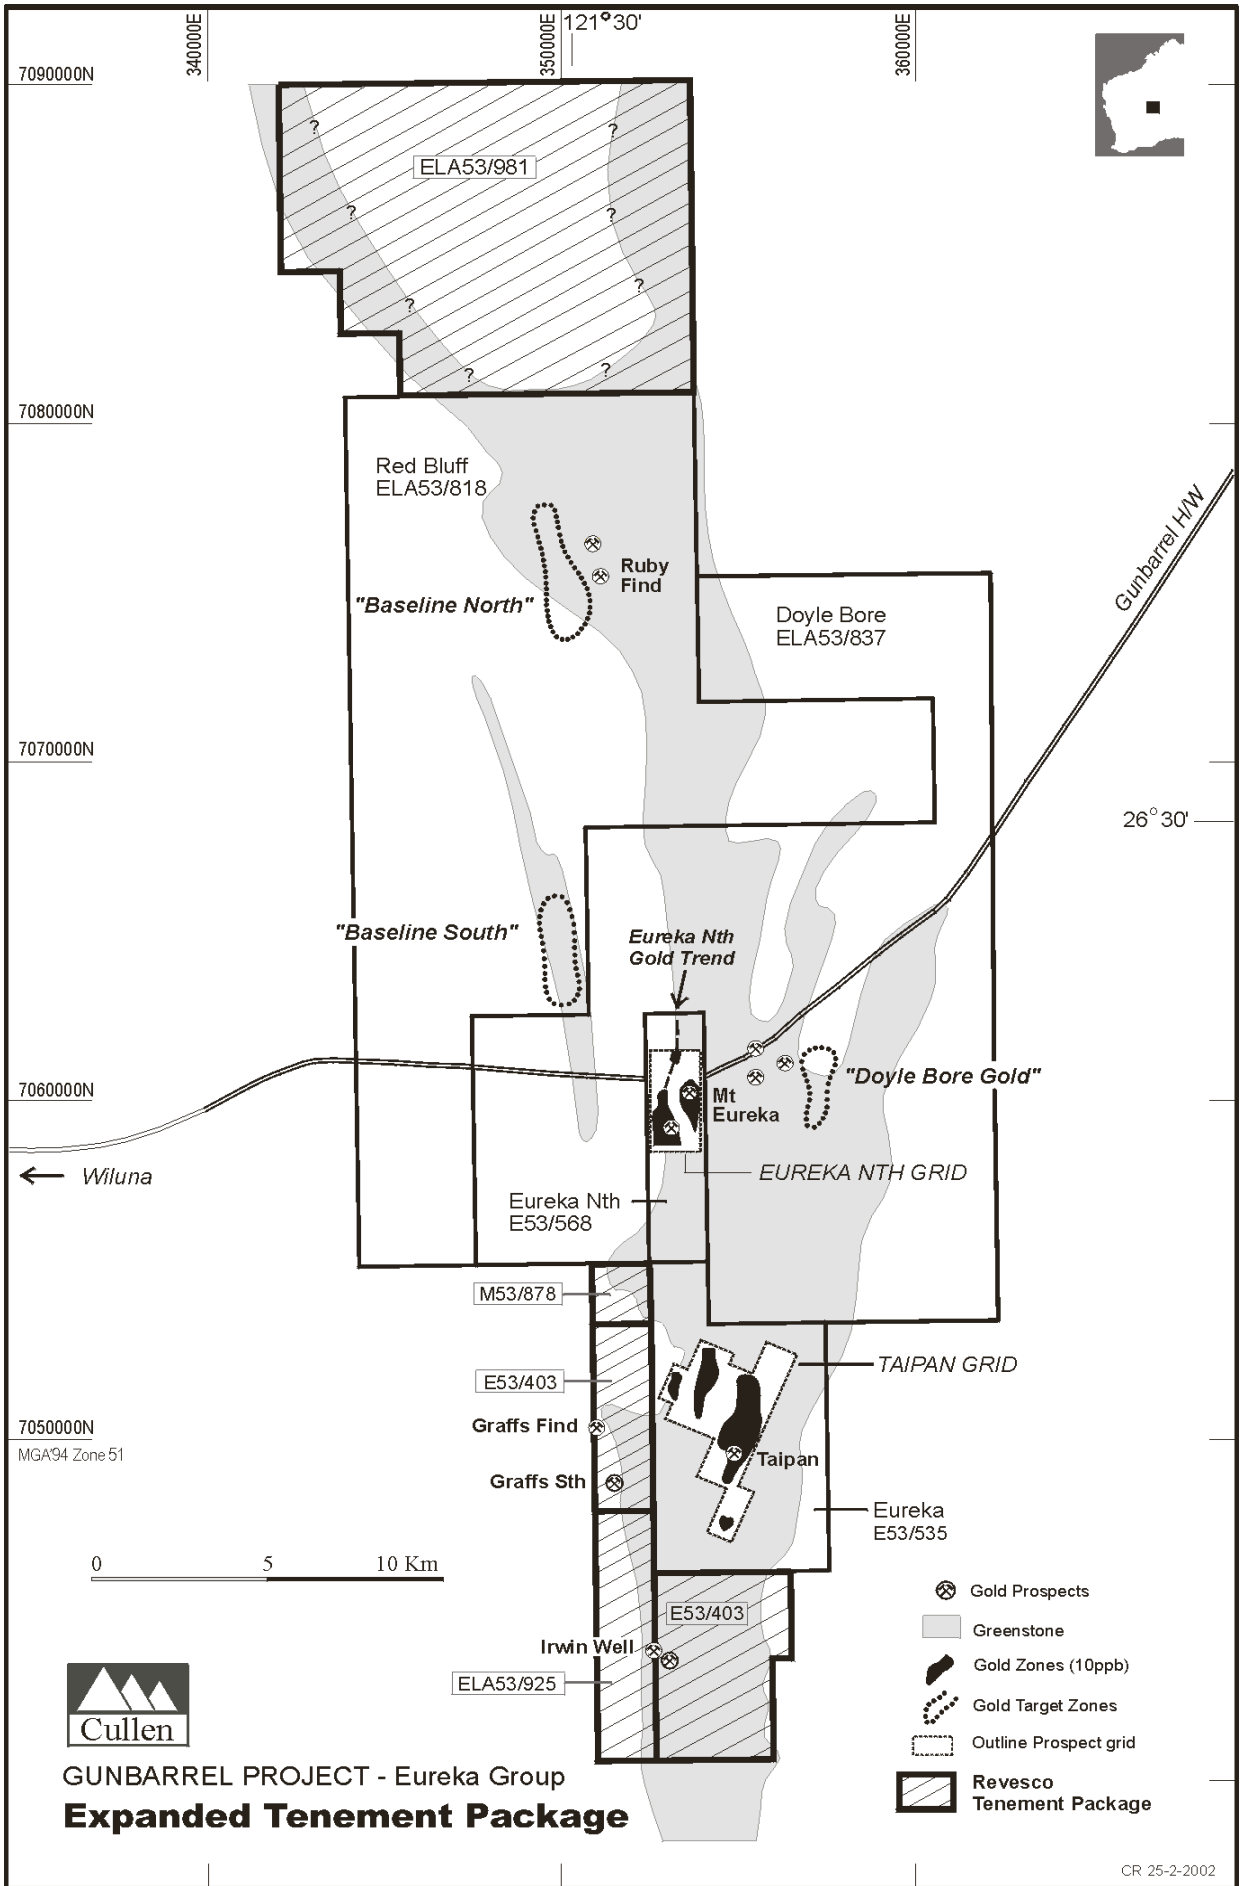 340000E
350000E
121°30'
360000E
7090000N
?
?
ELA53/981
?
?
?
?
?
?
7080000N
Red Bluff
ELA53/818
Gunbarrel H/W
Ruby
Find
"Baseline North"
Doyle Bore
ELA53/837
7070000N
26°30'
"Baseline South"
Eureka Nth
Gold Trend
7060000N
"Doyle Bore Gold"
Mt
Eureka
Wiluna
EUREKA NTH GRID
Eureka Nth
E53/568
M53/878
TAIPAN GRID
E53/403
7050000N
Graffs Find
MGA'94 Zone 51
Taipan
Graffs Sth
Eureka
E53/535
0 5 10 Km
Gold Prospects
E53/403
Greenstone
Irwin Well
Gold Zones (10ppb)
ELA53/925
Gold Target Zones
Cullen
Outline Prospect grid
GUNBARREL PROJECT - Eureka Group
Revesco
Tenement Package
Expanded Tenement Package
CR 25-2-2002